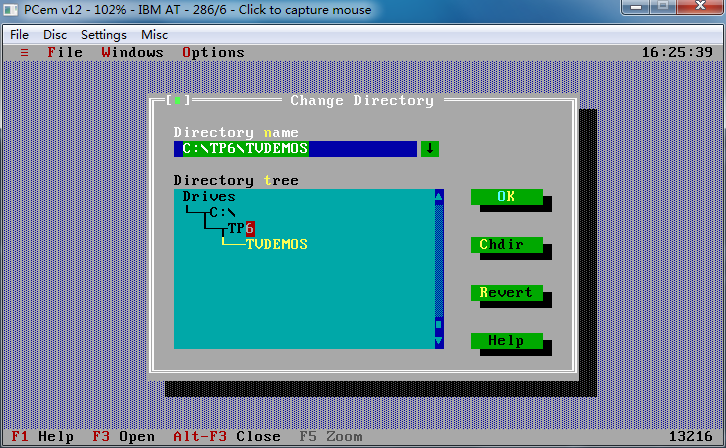 PCem v12 - 102% - IBM AT - 286/6 - Click to capture mouse
File Disc Settings Misc
≡ File Windows Options 16:25:39
Change Directory
Directory name
C:\TP6\TVDEMOS
Directory tree
Drives
C:\
TP6
TVDEMOS
OK
Chdir
Revert
Help
F1 Help F3 Open Alt-F3 Close F5 Zoom 13216